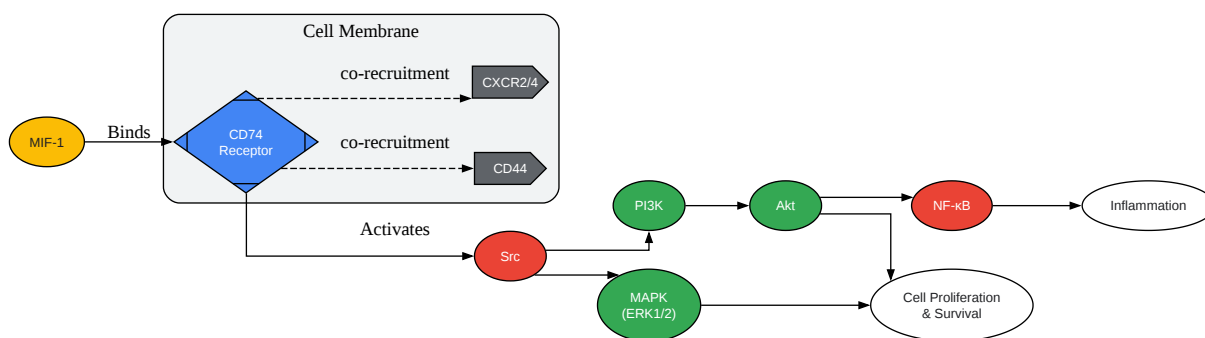 Cell Membrane
co-recruitment
CXCR2/4
MIF-1
Binds
CD74
Receptor
co-recruitment
CD44
Activates
Src
PI3K
Akt
NF-κB
Inflammation
MAPK
(ERK1/2)
Cell Proliferation
& Survival